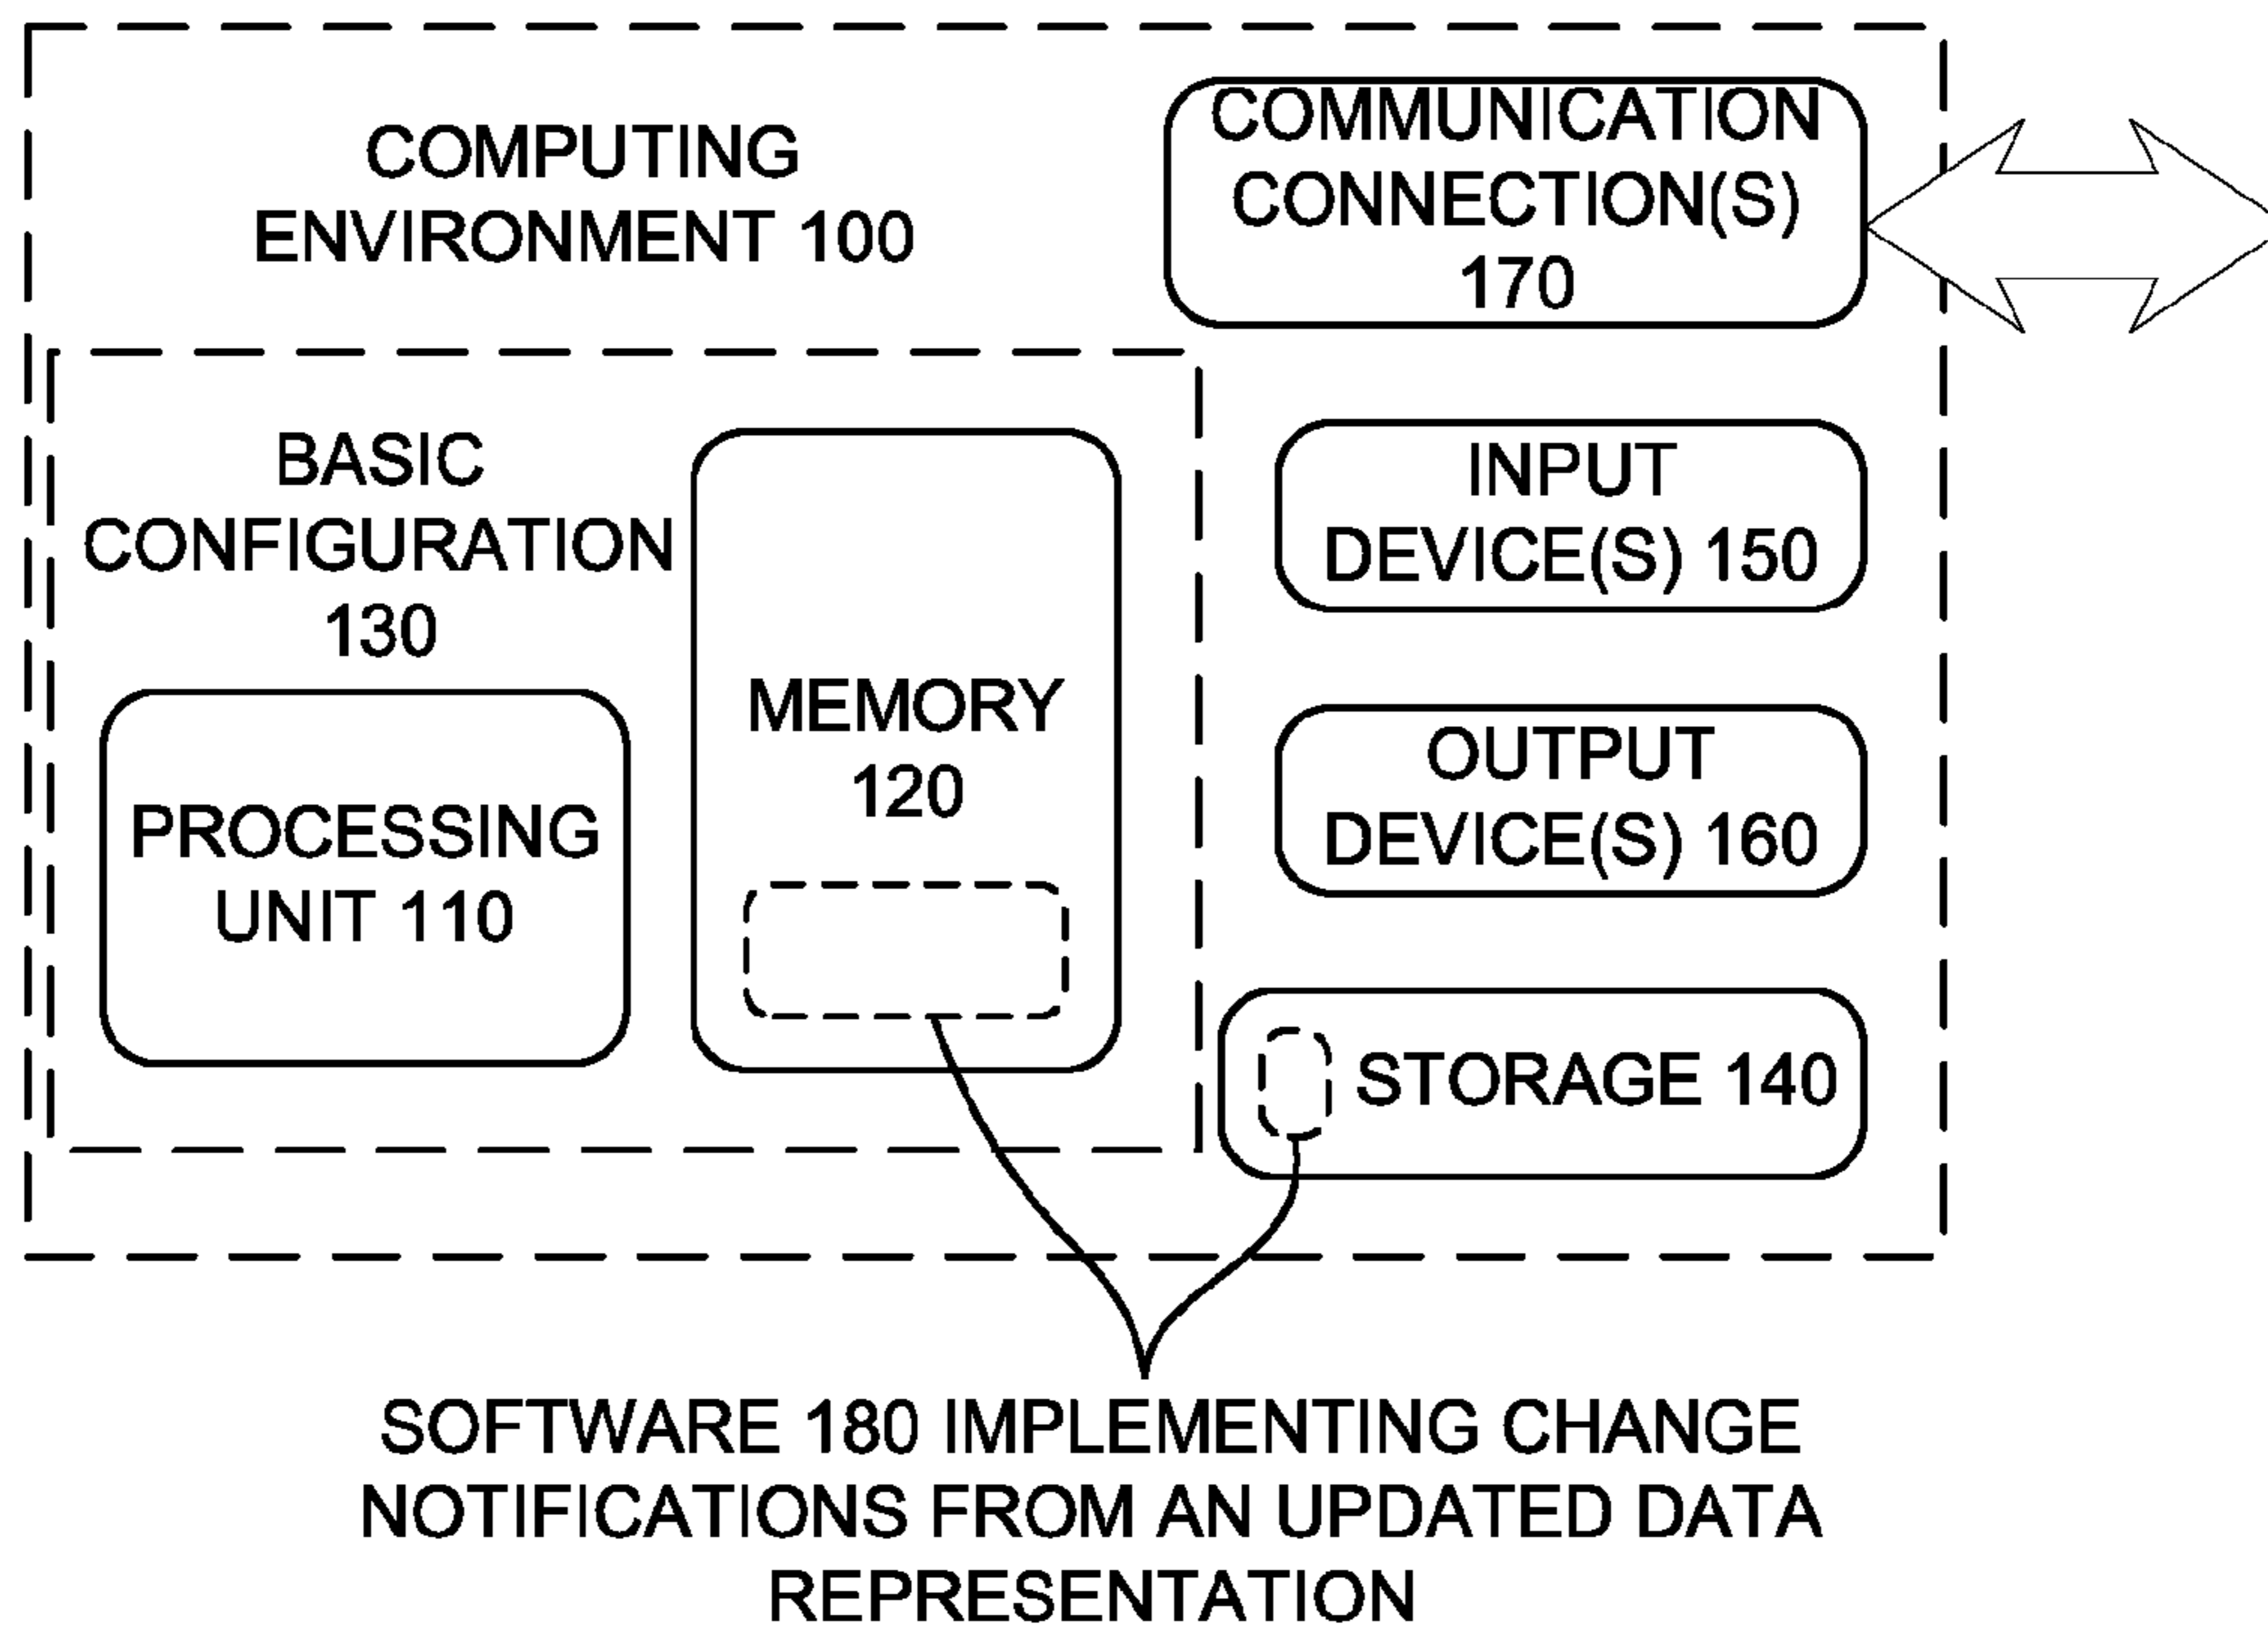 COMPUTING
ENVIRONMENT 100
COMMUNICATION
CONNECTION(S)
170
BASIC
CONFIGURATION
130
PROCESSING
UNIT 110
MEMORY
120
INPUT
DEVICE(S) 150
OUTPUT
DEVICE(S) 160
STORAGE 140
SOFTWARE 180 IMPLEMENTING CHANGE
NOTIFICATIONS FROM AN UPDATED DATA
REPRESENTATION